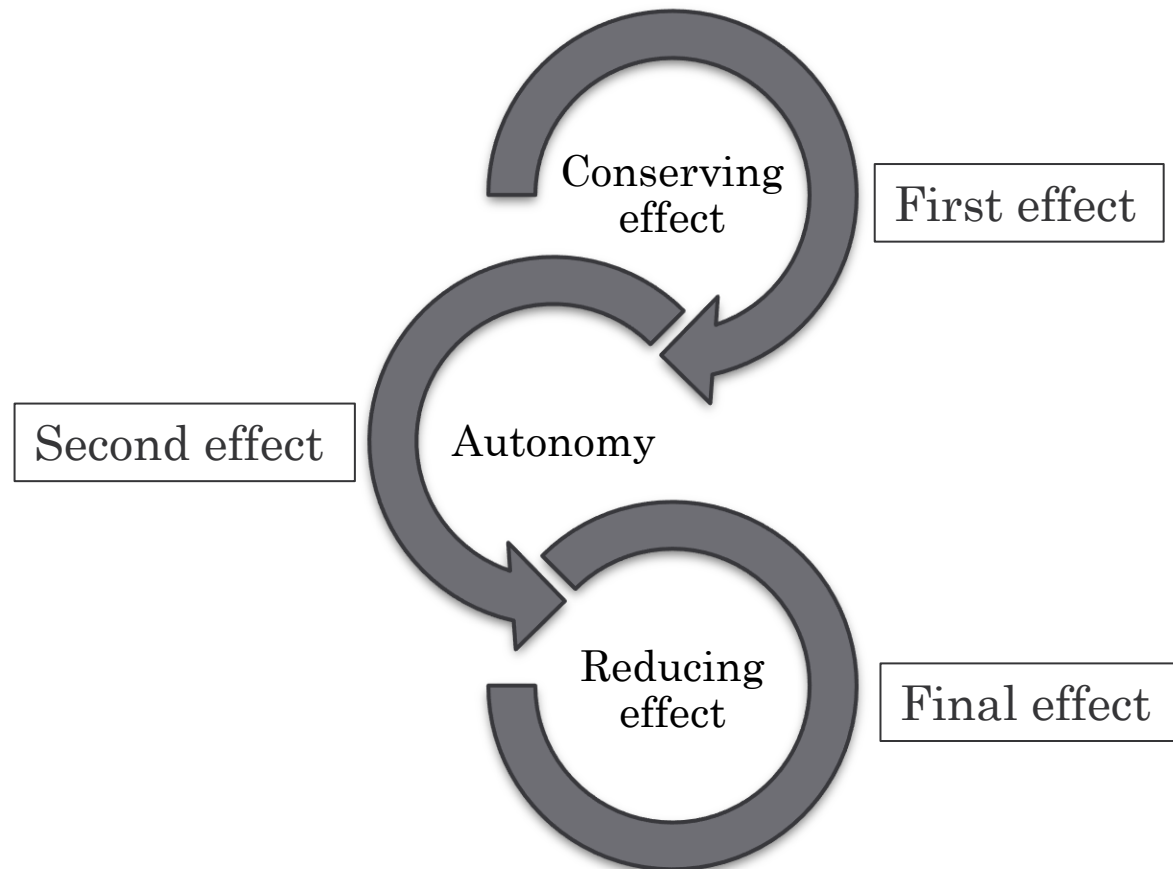 Conserving
effect
First effect
Second effect
Autonomy
Reducing
effect
Final effect